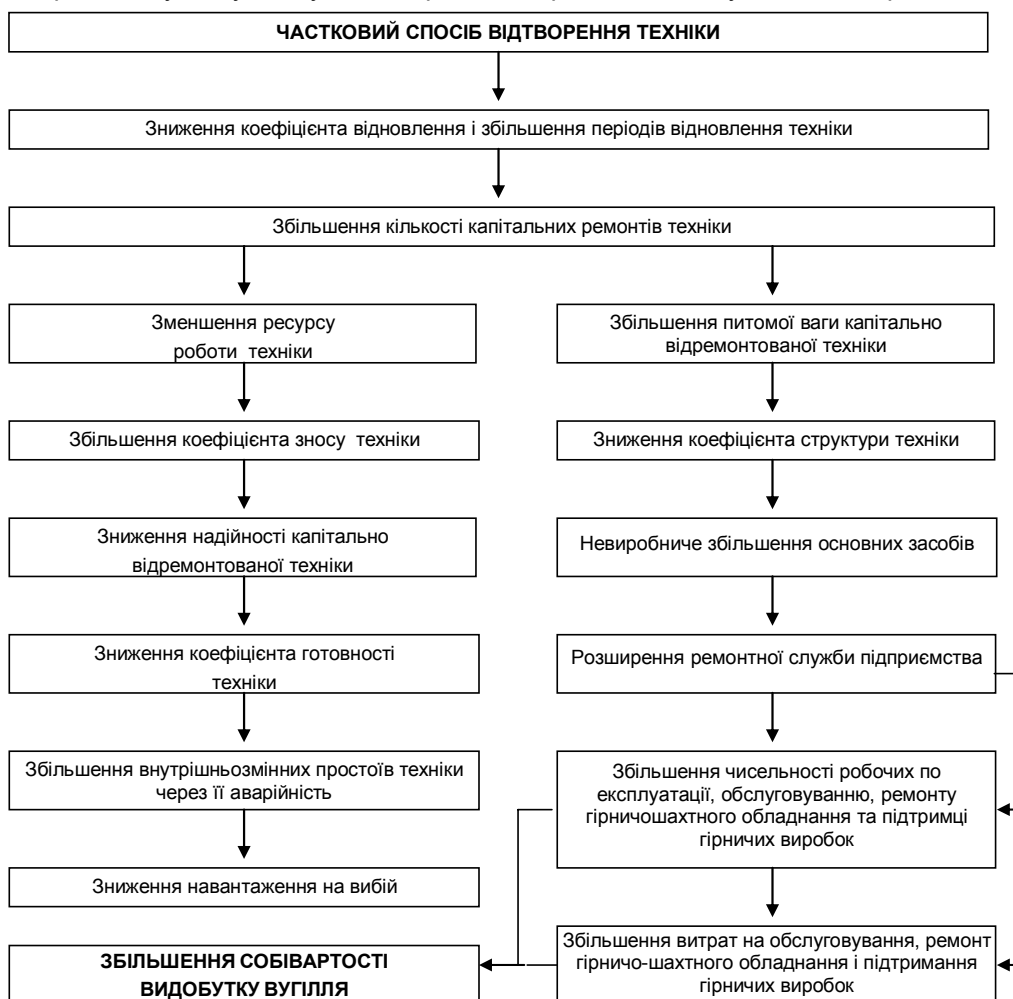 ЧАСТКОВИЙ СПОСІБ ВІДТВОРЕННЯ ТЕХНІКИ
Зниження коефіцієнта відновлення і збільшення періодів відновлення техніки
Збільшення кількості капітальних ремонтів техніки
Зменшення ресурсу
роботи техніки
Збільшення питомої ваги капітально
відремонтованої техніки
Збільшення коефіцієнта зносу техніки
Зниження коефіцієнта структури техніки
Зниження надійності капітально
відремонтованої техніки
Невиробниче збільшення основних засобів
Зниження коефіцієнта готовності
техніки
Розширення ремонтної служби підприємства
Збільшення внутрішньозмінних простоїв техніки
через її аварійність
Збільшення чисельності робочих по
експлуатації, обслуговуванню, ремонту
гірничошахтного обладнання та підтримці
гірничих виробок
Зниження навантаження на вибій
ЗБІЛЬШЕННЯ СОБІВАРТОСТІ
ВИДОБУТКУ ВУГІЛЛЯ
Збільшення витрат на обслуговування, ремонт
гірничо-шахтного обладнання і підтримання
гірничих виробок